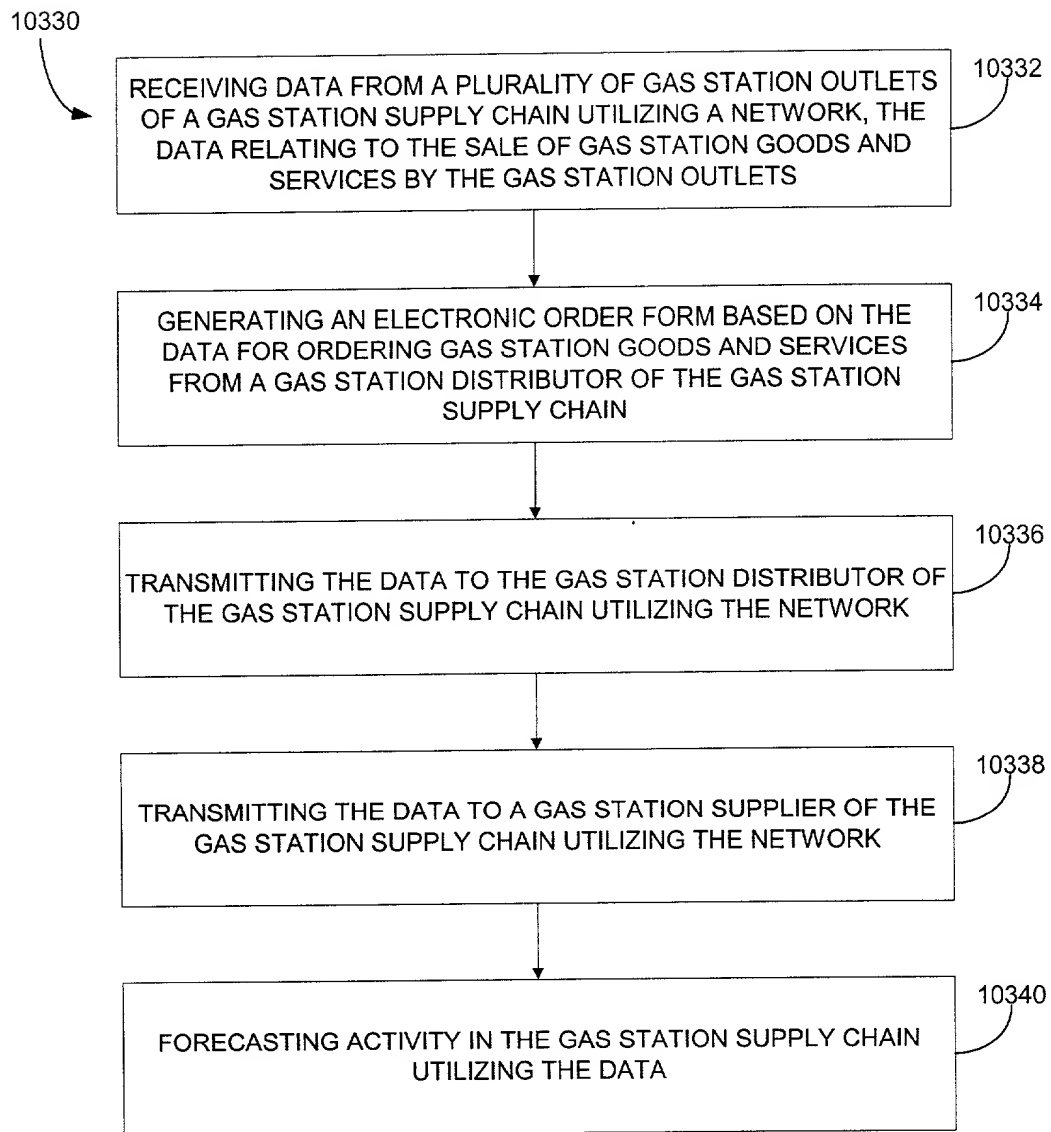 10330
10332
RECEIVING DATA FROM A PLURALITY OF GAS STATION OUTLETS
OF A GAS STATION SUPPLY CHAIN UTILIZING A NETWORK, THE
DATA RELATING TO THE SALE OF GAS STATION GOODS AND
SERVICES BY THE GAS STATION OUTLETS
10334
GENERATING AN ELECTRONIC ORDER FORM BASED ON THE
DATA FOR ORDERING GAS STATION GOODS AND SERVICES
FROM A GAS STATION DISTRIBUTOR OF THE GAS STATION
SUPPLY CHAIN
10336
TRANSMITTING THE DATA TO THE GAS STATION DISTRIBUTOR OF
THE GAS STATION SUPPLY CHAIN UTILIZING THE NETWORK
10338
TRANSMITTING THE DATA TO A GAS STATION SUPPLIER OF THE
GAS STATION SUPPLY CHAIN UTILIZING THE NETWORK
10340
FORECASTING ACTIVITY IN THE GAS STATION SUPPLY CHAIN
UTILIZING THE DATA